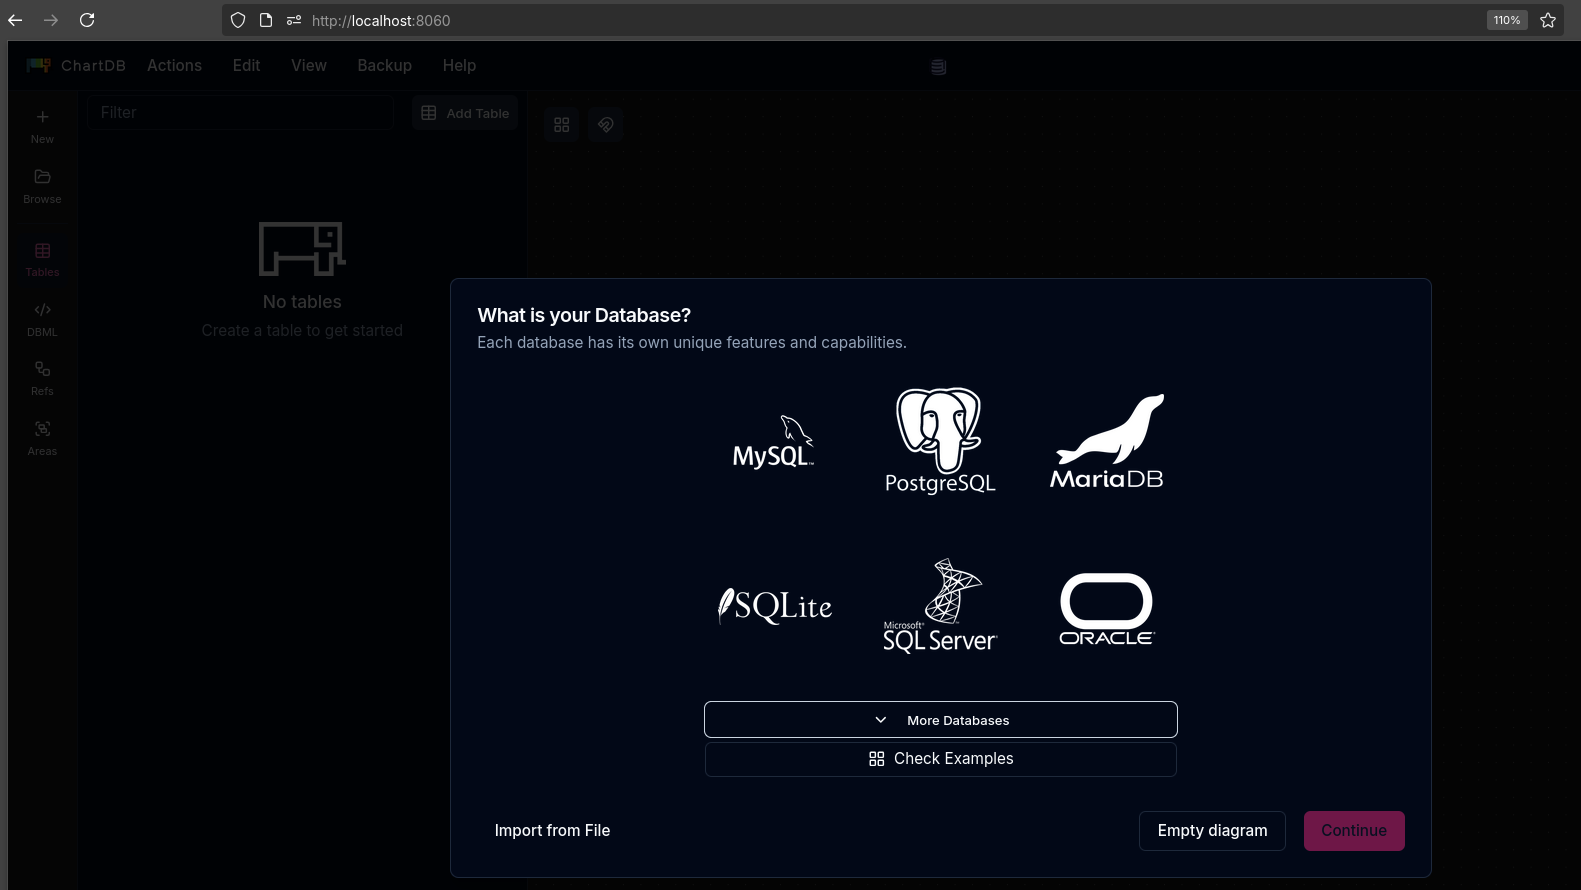 http://localhost:8060
110%
ChartDB
Actions
Edit
View
Backup
Help
New
Browse
Tables
DBML
Refs
Areas
Filter
Add Table
No tables
Create a table to get started
What is your Database?
Each database has its own unique features and capabilities.
MySQL™
PostgreSQL
MariaDB
SQLite
Microsoft®
SQL Server®
ORACLE®
More Databases
Check Examples
Import from File
Empty diagram
Continue